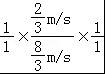 1/1 × (2/3 m/s)/(8/3 m/s) × 1/1